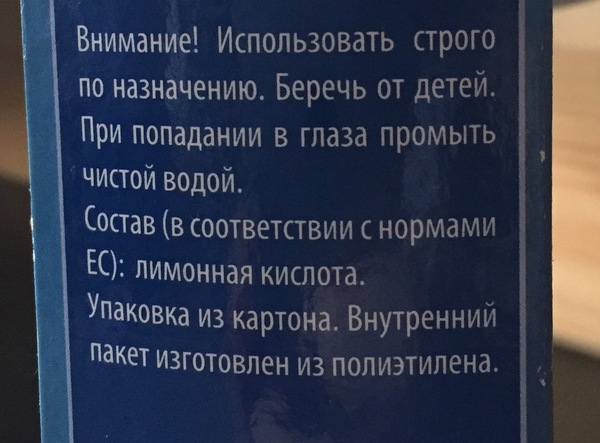 Внимание! Использовать строго
по назначению. Беречь от детей.
При попадании в глаза промыть
чистой водой.
Состав (в соответствии с нормами
ЕС): лимонная кислота.
Упаковка из картона. Внутренний
пакет изготовлен из полиэтилена.